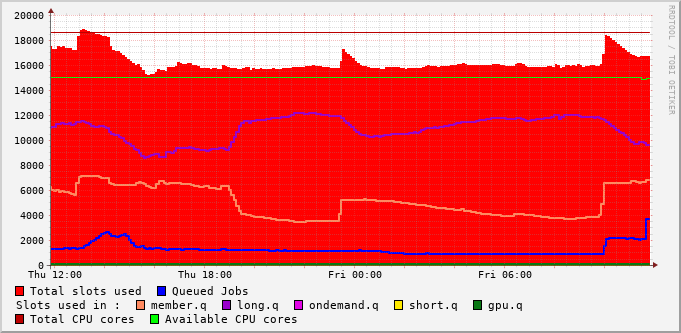 20000
18000
16000
14000
12000
10000
8000
6000
4000
2000
0
Thu 12:00 Thu 18:00 Fri 00:00 Fri 06:00
Total slots used Queued Jobs
Slots used in : member.q long.q ondemand.q short.q gpu.q
Total CPU cores Available CPU cores
RRDTOOL / TOBI OETIKER